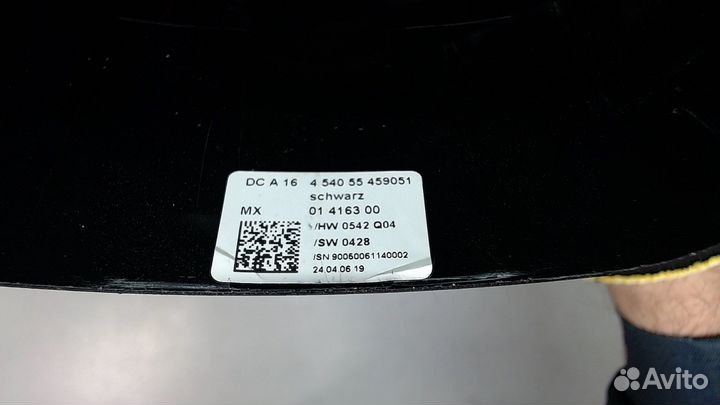 DC A 16 4 540 55 459051
schwarz
MX 01 4163 00
/HW 0542 Q04
/SW 0428
/SN 90050061140002
24.04.06 19
Avito